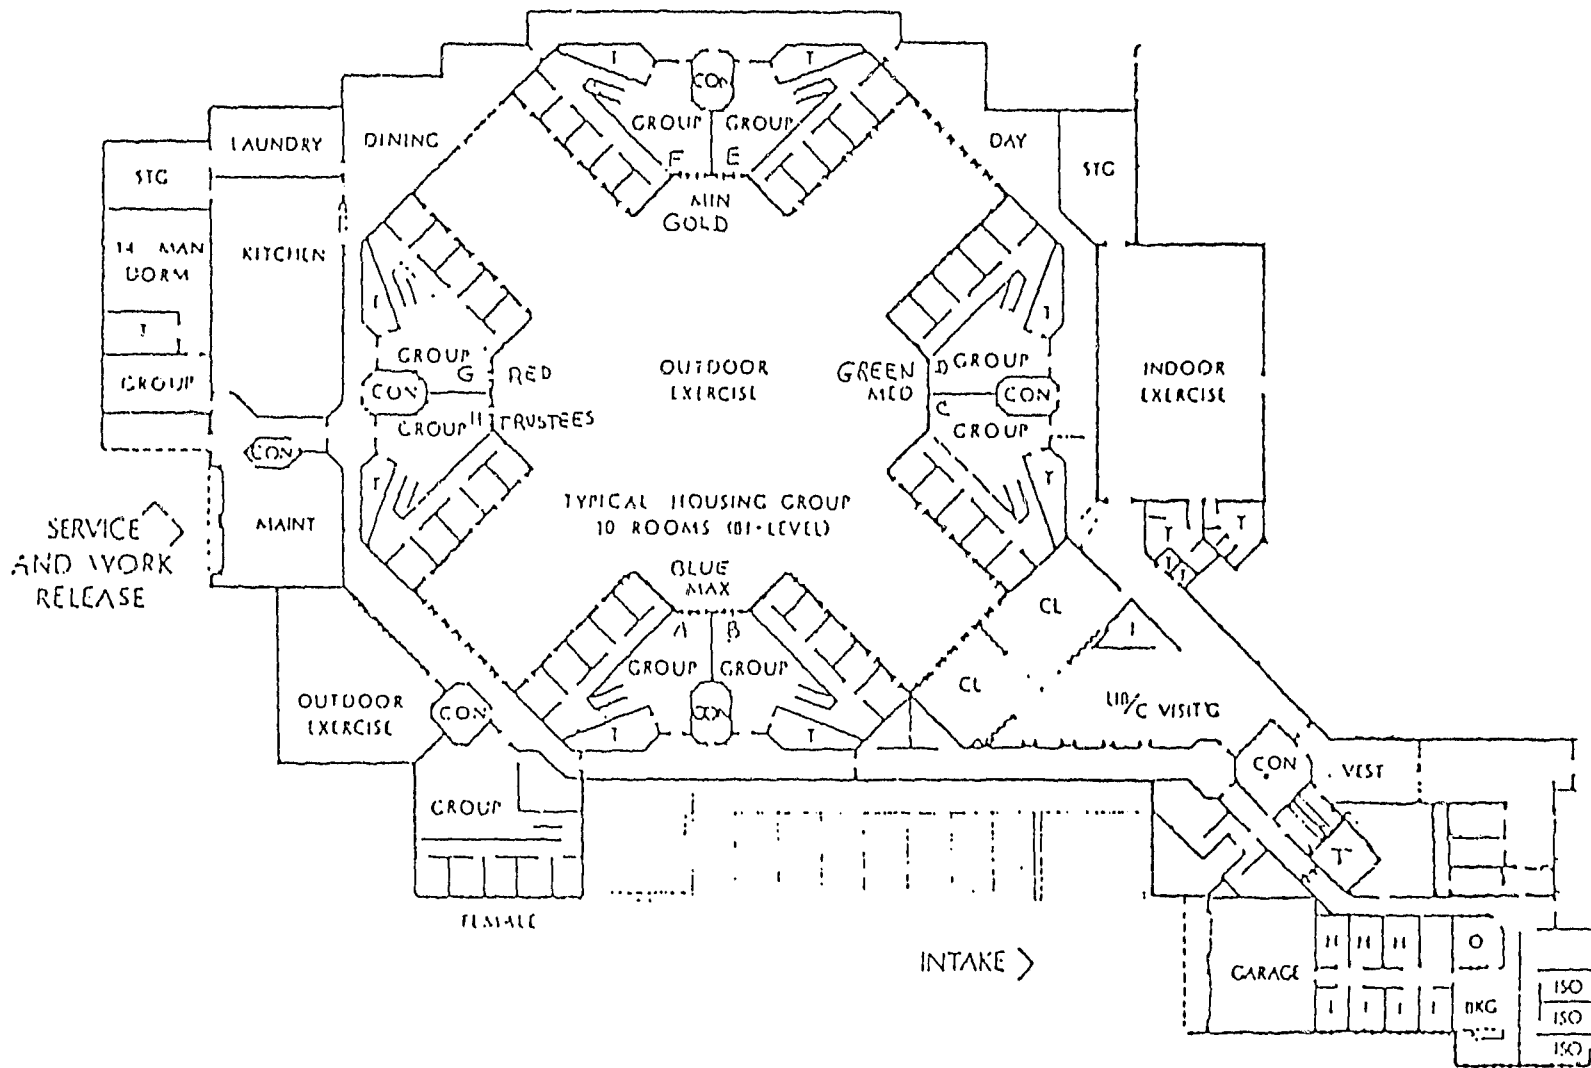 T
CON
T
LAUNDRY
DINING
GROUP
GROUP
DAY
STG
F
E
STG
MIN
GOLD
14 MAN
DORM
KITCHEN
T
T
T
GROUP
GROUP
G
RED
OUTDOOR
EXERCISE
GREEN
MED
D
GROUP
INDOOR
EXERCISE
CON
CON
GROUP
H
TRUSTEES
C
GROUP
CON
T
T
SERVICE
AND WORK
RELEASE
MAINT
TYPICAL HOUSING GROUP
10 ROOMS (BI-LEVEL)
T
T
BLUE
MAX
CL
A
B
GROUP
GROUP
CL
OUTDOOR
EXERCISE
CON
CON
VISIT'G
T
T
CON
VEST
GROUP
T
FEMALE
INTAKE
GARAGE
H
H
H
O
I
I
I
I
BKG
ISO
ISO
ISO